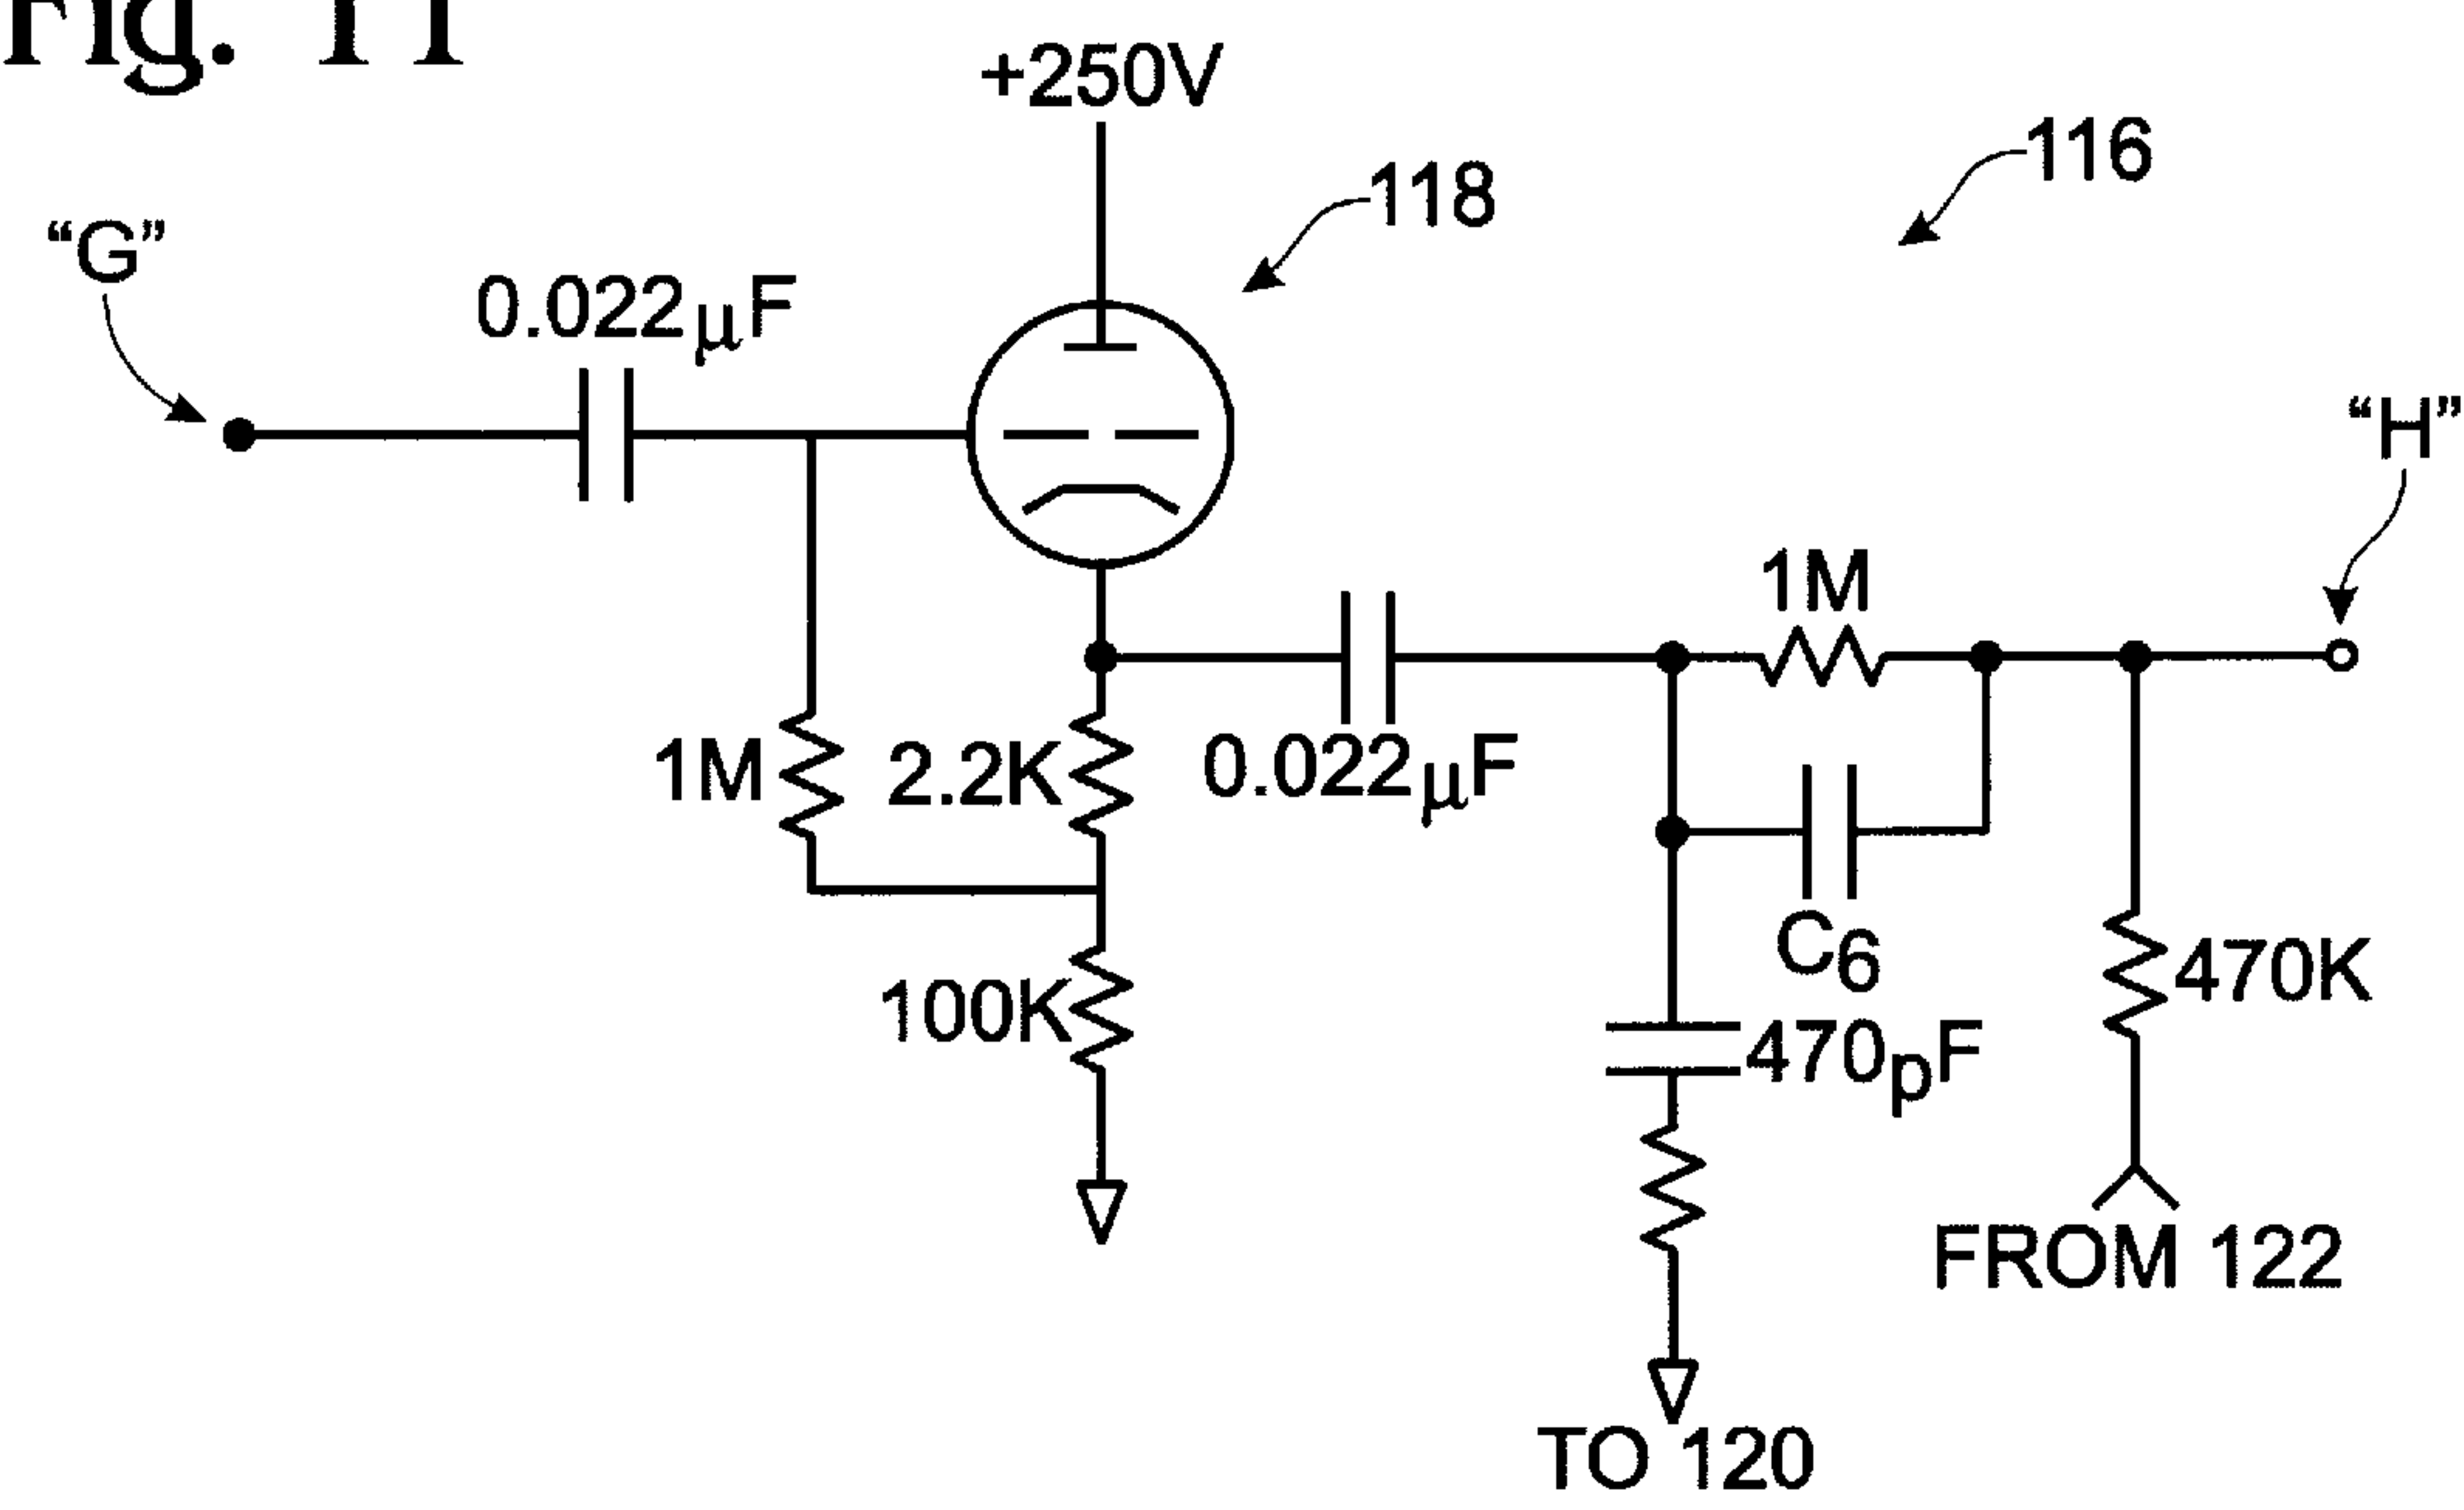 Fig. 11
+250V
116
118
"G"
0.022µF
"H"
1M
1M
2.2K
0.022µF
C6
470K
100K
470pF
FROM 122
TO 120